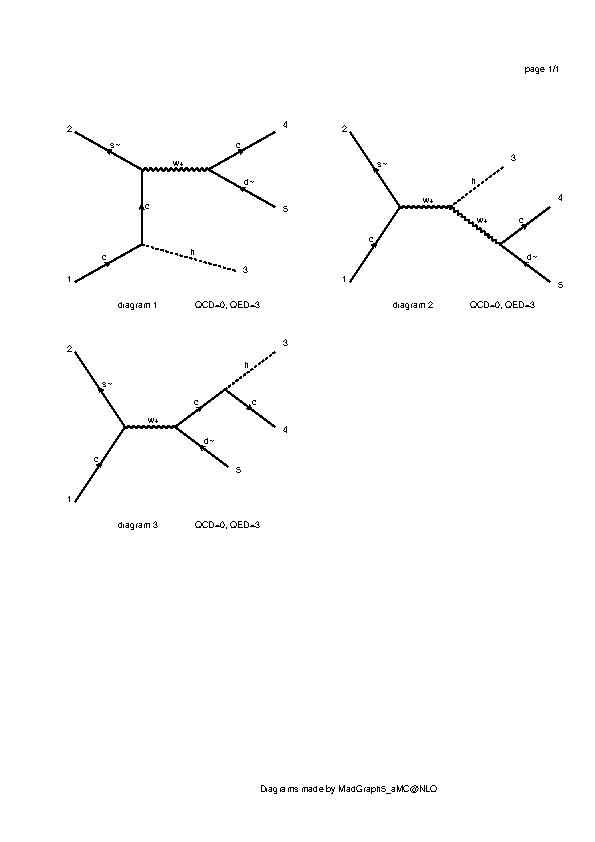 page 1/1
2
s~
w+
c
4
d~
5
c
c
h
1
3
diagram 1 QCD=0, QED=3
2
s~
3
h
w+
4
w+
c
d~
c
1
5
diagram 2 QCD=0, QED=3
2
3
h
s~
c
c
w+
4
d~
c
5
1
diagram 3 QCD=0, QED=3
Diagrams made by MadGraph5_aMC@NLO